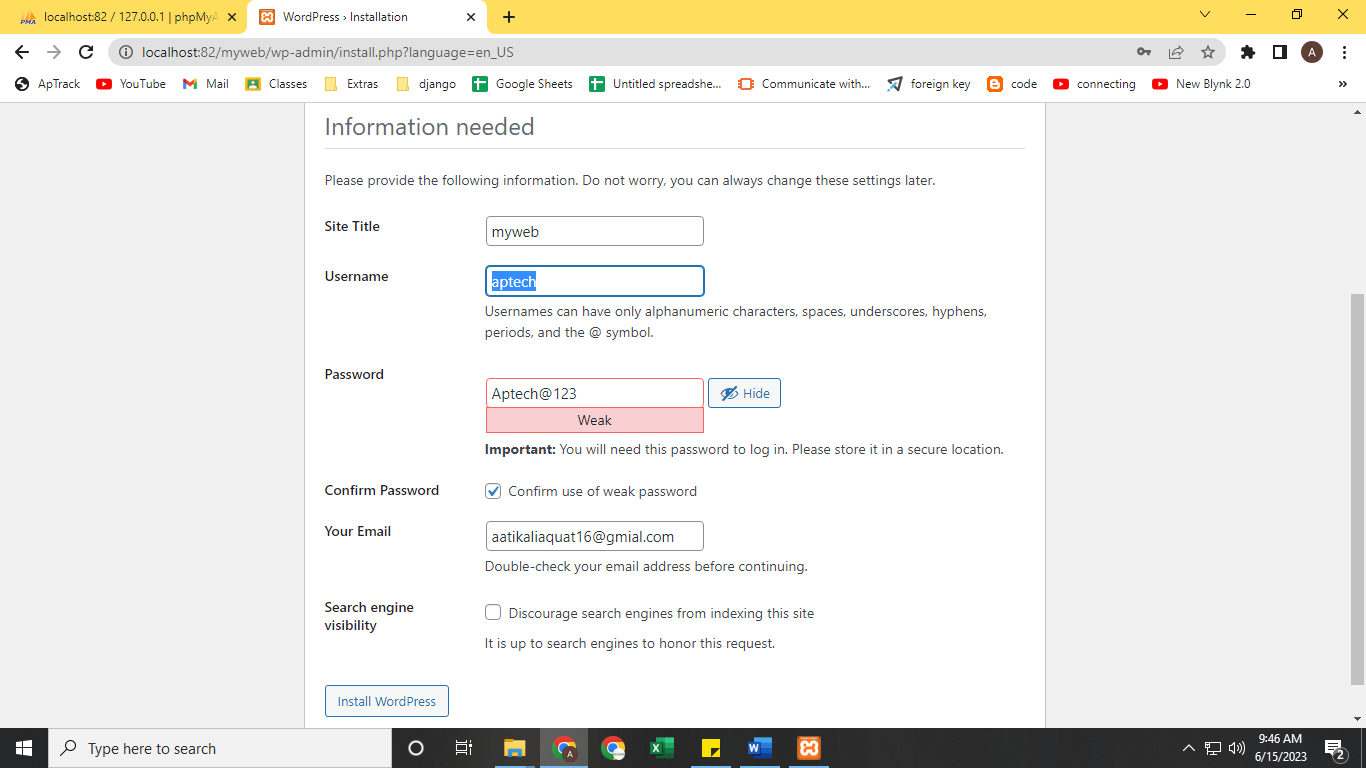 localhost:82 / 127.0.0.1 | phpMyA
WordPress › Installation
localhost:82/myweb/wp-admin/install.php?language=en_US
A
ApTrack
YouTube
Mail
Classes
Extras
django
Google Sheets
Untitled spreadshe...
Communicate with...
foreign key
code
connecting
New Blynk 2.0
»
Information needed
Please provide the following information. Do not worry, you can always change these settings later.
Site Title
myweb
Username
aptech
Usernames can have only alphanumeric characters, spaces, underscores, hyphens,
periods, and the @ symbol.
Password
Aptech@123
Hide
Weak
Important: You will need this password to log in. Please store it in a secure location.
Confirm Password
Confirm use of weak password
Your Email
aatikaliaquat16@gmial.com
Double-check your email address before continuing.
Search engine
visibility
Discourage search engines from indexing this site
It is up to search engines to honor this request.
Install WordPress
Type here to search
9:46 AM
6/15/2023
2